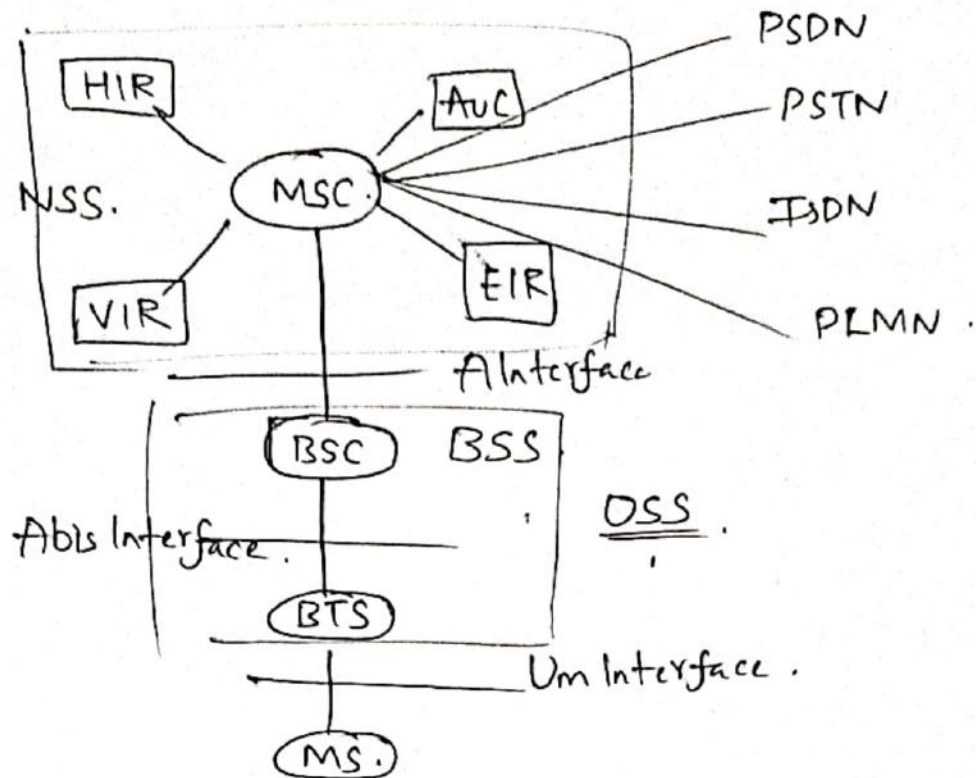 PSDN
HIR
AUC
PSTN
NSS.
MSC.
ISDN
VIR
EIR
PLMN .
A Interface
BSC
BSS
OSS .
Abis Interface.
BTS
Um Interface .
MS.